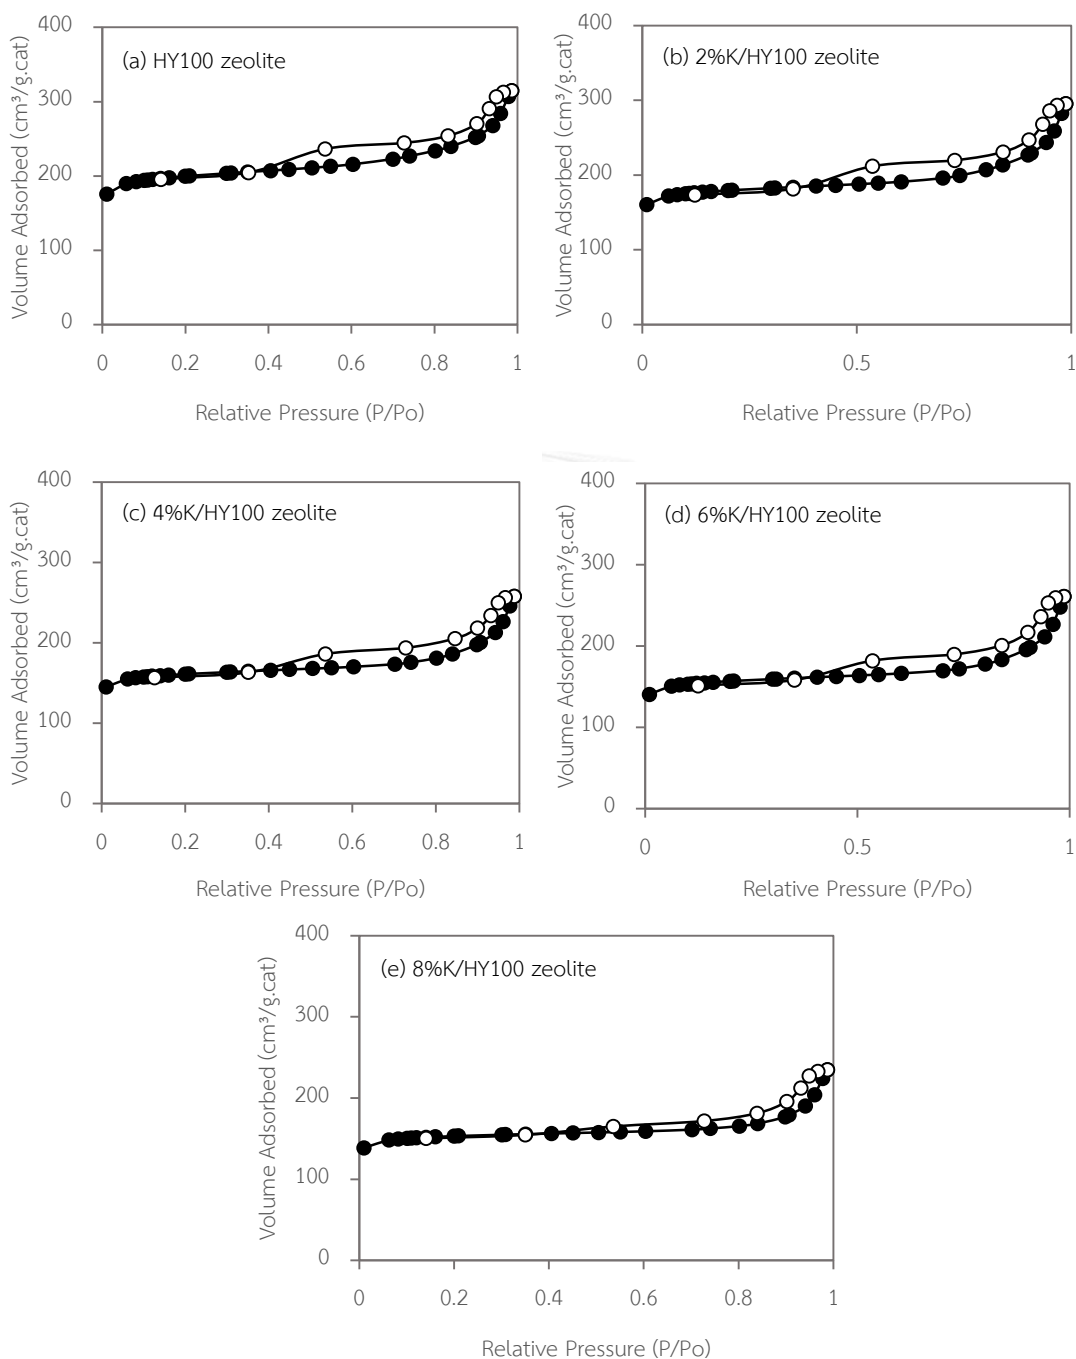 (a) HY100 zeolite
Volume Adsorbed (cm³/g.cat)
400
300
200
100
0
0 0.2 0.4 0.6 0.8 1
Relative Pressure (P/Po)
(b) 2%K/HY100 zeolite
Volume Adsorbed (cm³/g.cat)
400
300
200
100
0
0 0.5 1
Relative Pressure (P/Po)
(c) 4%K/HY100 zeolite
Volume Adsorbed (cm³/g.cat)
400
300
200
100
0
0 0.2 0.4 0.6 0.8 1
Relative Pressure (P/Po)
(d) 6%K/HY100 zeolite
Volume Adsorbed (cm³/g.cat)
400
300
200
100
0
0 0.5 1
Relative Pressure (P/Po)
(e) 8%K/HY100 zeolite
Volume Adsorbed (cm³/g.cat)
400
300
200
100
0
0 0.2 0.4 0.6 0.8 1
Relative Pressure (P/Po)